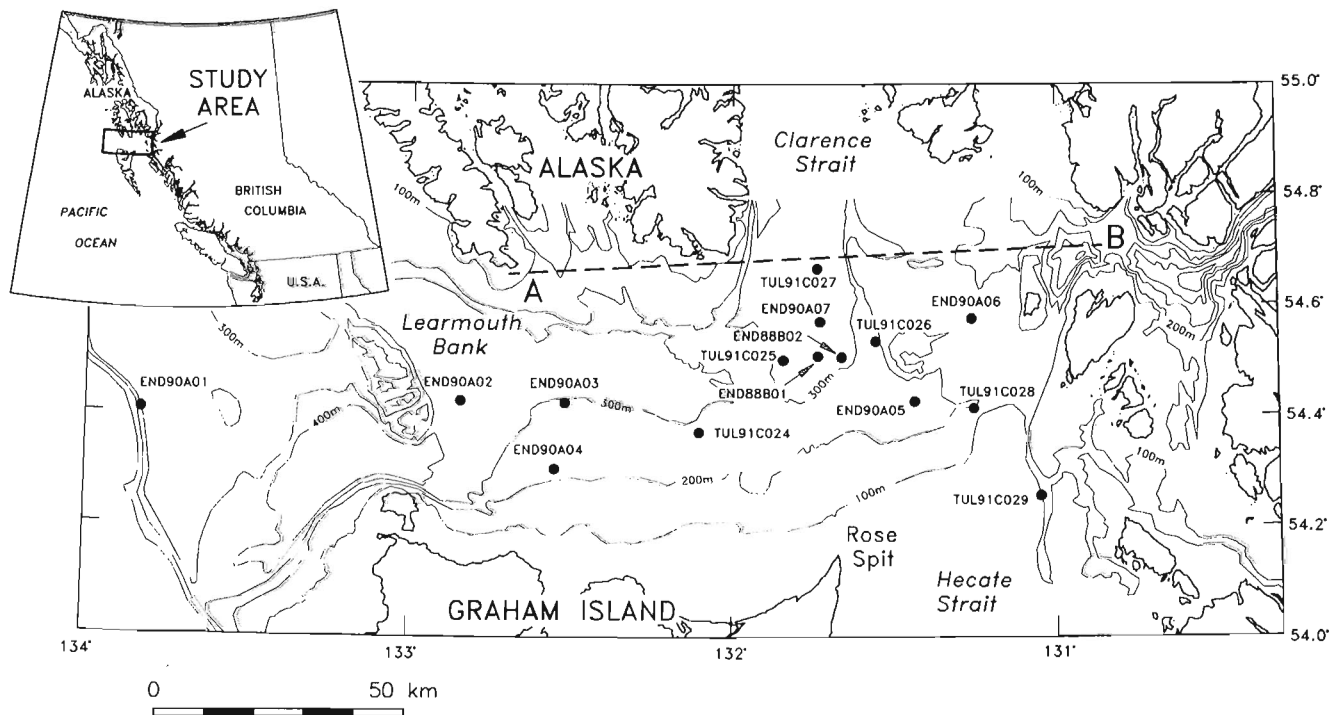 STUDY
AREA
ALASKA
BRITISH
COLUMBIA
PACIFIC
OCEAN
U.S.A.
ALASKA
Clarence
Strait
100m
A
B
300m
Learmouth
Bank
400m
TUL91C027
END90A07
END88B02
TUL91C025
END88B01
TUL91C026
END90A06
300m
END90A05
TUL91C028
200m
END90A01
END90A02
END90A03
END90A04
300m
TUL91C024
200m
100m
TUL91C029
100m
100m
Rose
Spit
Hecate
Strait
GRAHAM ISLAND
55.0°
54.8°
54.6°
54.4°
54.2°
54.0°
134°
133°
132°
131°
0 50 km